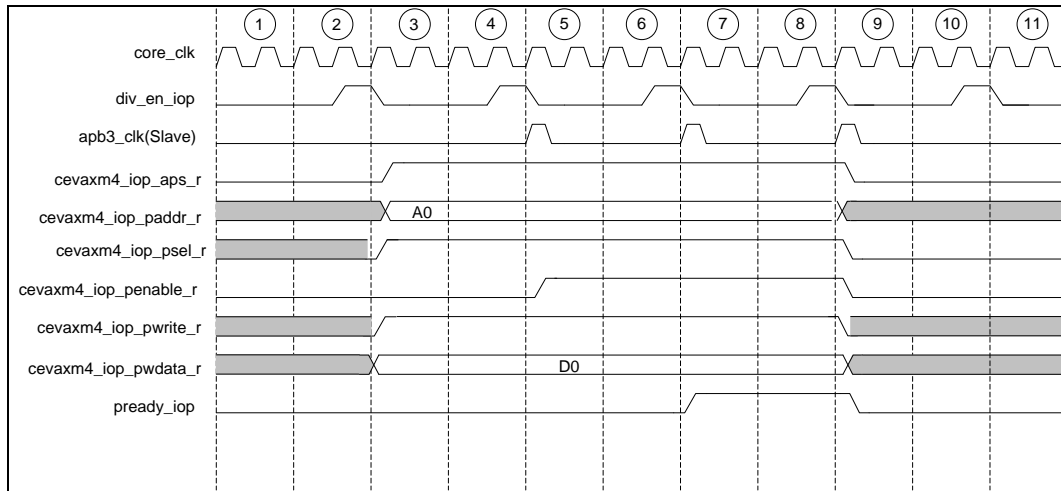 1 2 3 4 5 6 7 8 9 10 11
core_clk
div_en_iop
apb3_clk(Slave)
cevaxm4_iop_aps_r
cevaxm4_iop_paddr_r A0
cevaxm4_iop_psel_r
cevaxm4_iop_penable_r
cevaxm4_iop_pwrite_r
cevaxm4_iop_pwdata_r D0
pready_iop